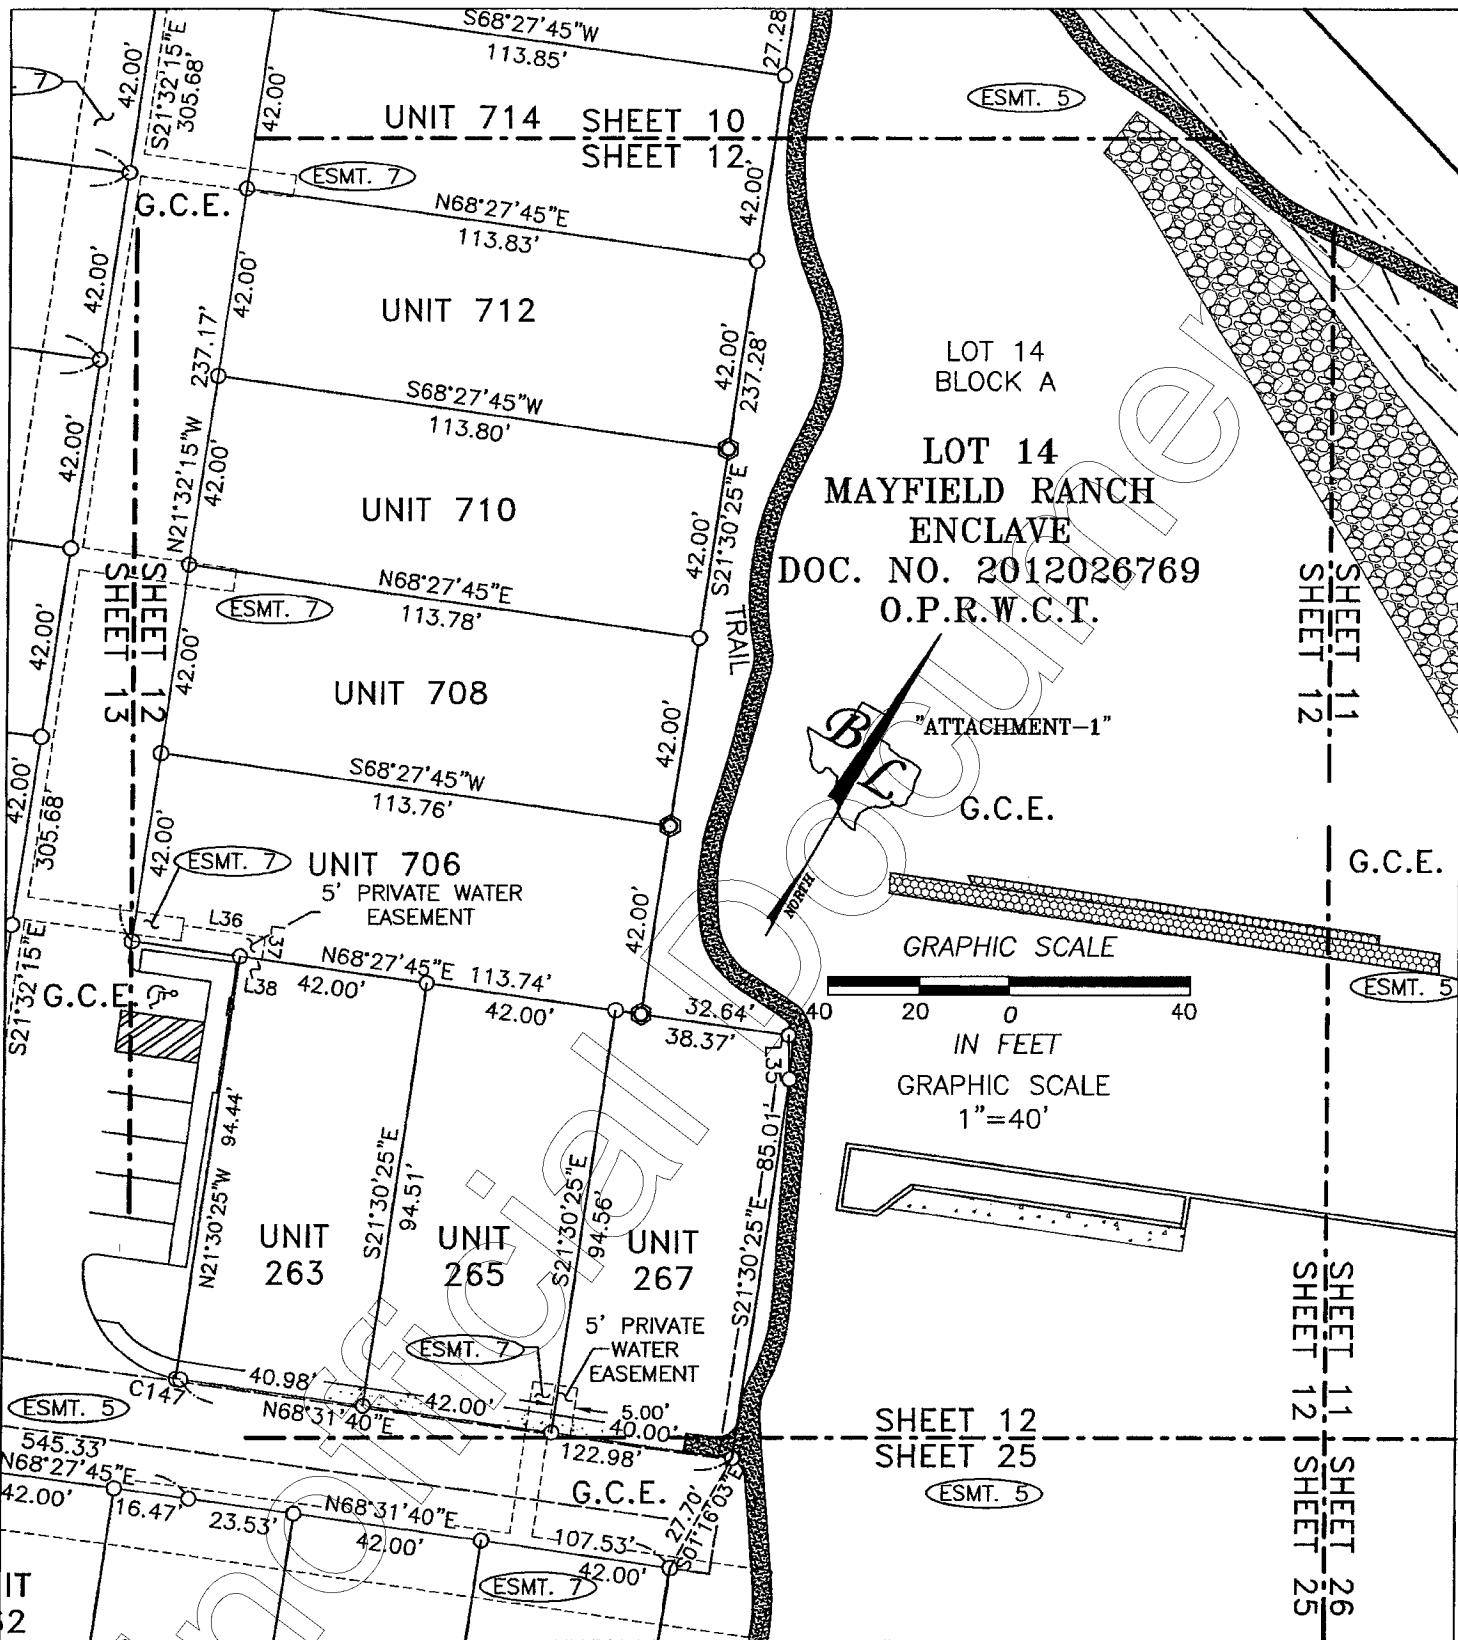 S68°27'45"W
113.85'
27.28'
42.00'
S21°32'15"E
305.68'
42.00'
7
ESMT. 5
UNIT 714
SHEET 10
SHEET 12
ESMT. 7
G.C.E.
N68°27'45"E
113.83'
42.00'
42.00'
42.00'
UNIT 712
237.17'
42.00'
237.28'
LOT 14
BLOCK A
S68°27'45"W
113.80'
LOT 14
MAYFIELD RANCH
ENCLAVE
DOC. NO. 2012026769
O.P.R.W.C.T.
42.00'
N21°32'15"W
42.00'
UNIT 710
42.00'
S21°30'25"E
SHEET 12
SHEET 13
N68°27'45"E
113.78'
ESMT. 7
TRAIL
SHEET 11
SHEET 12
42.00'
42.00'
UNIT 708
42.00'
"ATTACHMENT-1"
B
L
NORTH
S68°27'45"W
113.76'
G.C.E.
G.C.E.
42.00'
305.68'
42.00'
ESMT. 7
UNIT 706
5' PRIVATE WATER
EASEMENT
42.00'
L36
L37
L38
S21°32'15"E
N68°27'45"E 113.74'
42.00'
42.00'
32.64'
38.37'
L35
GRAPHIC SCALE
40 20 0 40
IN FEET
GRAPHIC SCALE
1"=40'
ESMT. 5
G.C.E.
94.44'
N21°30'25"W
S21°30'25"E
94.51'
S21°30'25"E
94.56'
S21°30'25"E
85.01'
UNIT
263
UNIT
265
UNIT
267
5' PRIVATE
WATER
EASEMENT
ESMT. 7
SHEET 11
SHEET 12
C147
40.98'
42.00'
5.00'
40.00'
N68°31'40"E
122.98'
ESMT. 5
SHEET 12
SHEET 25
545.33'
N68°27'45"E
42.00'
16.47'
23.53'
N68°31'40"E
42.00'
G.C.E.
27.70'
S01°16'03"E
107.53'
42.00'
ESMT. 7
ESMT. 5
SHEET 26
SHEET 25
Unofficial Document